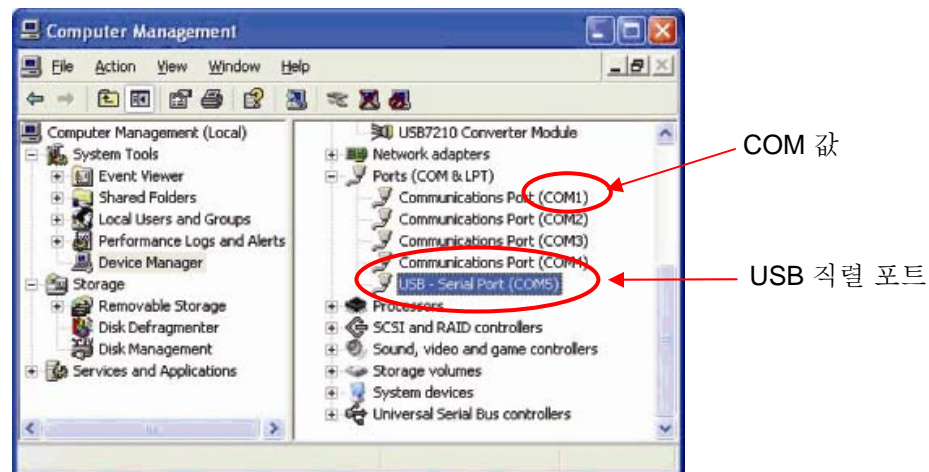 Computer Management
File Action View Window Help
Computer Management (Local)
System Tools
Event Viewer
Shared Folders
Local Users and Groups
Performance Logs and Alerts
Device Manager
Storage
Removable Storage
Disk Defragmenter
Disk Management
Services and Applications
USB7210 Converter Module
Network adapters
Ports (COM & LPT)
Communications Port (COM1)
Communications Port (COM2)
Communications Port (COM3)
Communications Port (COM4)
USB - Serial Port (COM5)
Processors
SCSI and RAID controllers
Sound, video and game controllers
Storage volumes
System devices
Universal Serial Bus controllers
COM 값
USB 직렬 포트